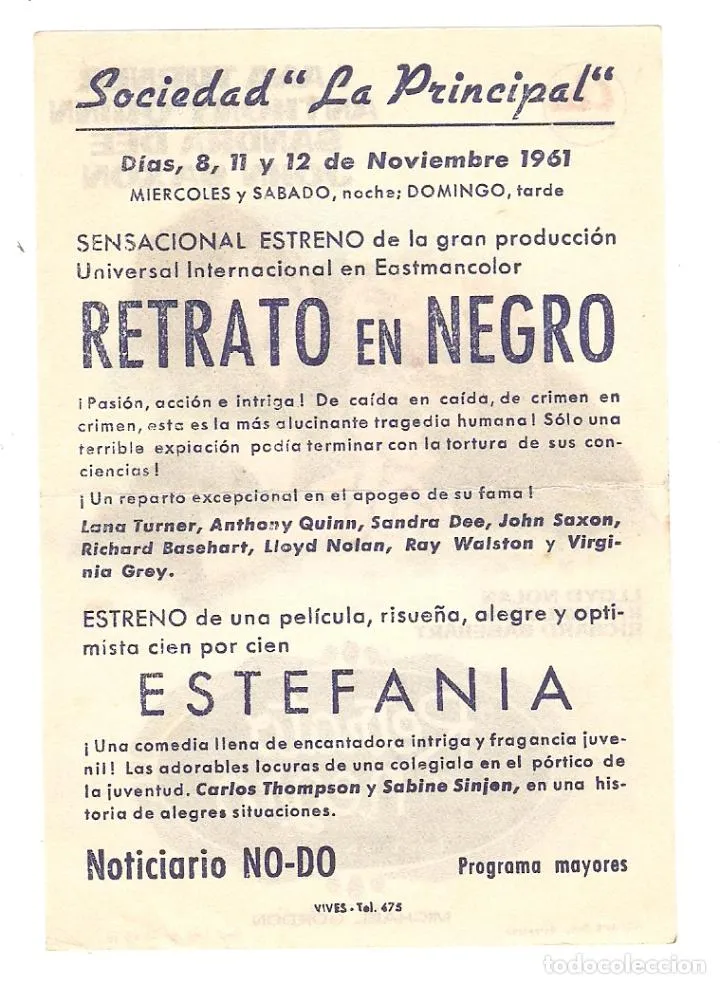 Sociedad "La Principal"
Días, 8, 11 y 12 de Noviembre 1961
MIERCOLES y SABADO, noche; DOMINGO, tarde
SENSACIONAL ESTRENO de la gran producción
Universal Internacional en Eastmancolor
RETRATO EN NEGRO
¡Pasión, acción e intriga! De caída en caída, de crimen en
crimen, esta es la más alucinante tragedia humana! Sólo una
terrible expiación podía terminar con la tortura de sus con-
ciencias!
¡Un reparto excepcional en el apogeo de su fama!
Lana Turner, Anthony Quinn, Sandra Dee, John Saxon,
Richard Basehart, Lloyd Nolan, Ray Walston y Virgi-
nia Grey.
ESTRENO de una película, risueña, alegre y opti-
mista cien por cien
ESTEFANIA
¡Una comedia llena de encantadora intriga y fragancia juve-
nil! Las adorables locuras de una colegiala en el pórtico de
la juventud. Carlos Thompson y Sabine Sinjen, en una his-
toria de alegres situaciones.
Noticiario NO-DO Programa mayores
VIVES - Tel. 475
todocoleccion